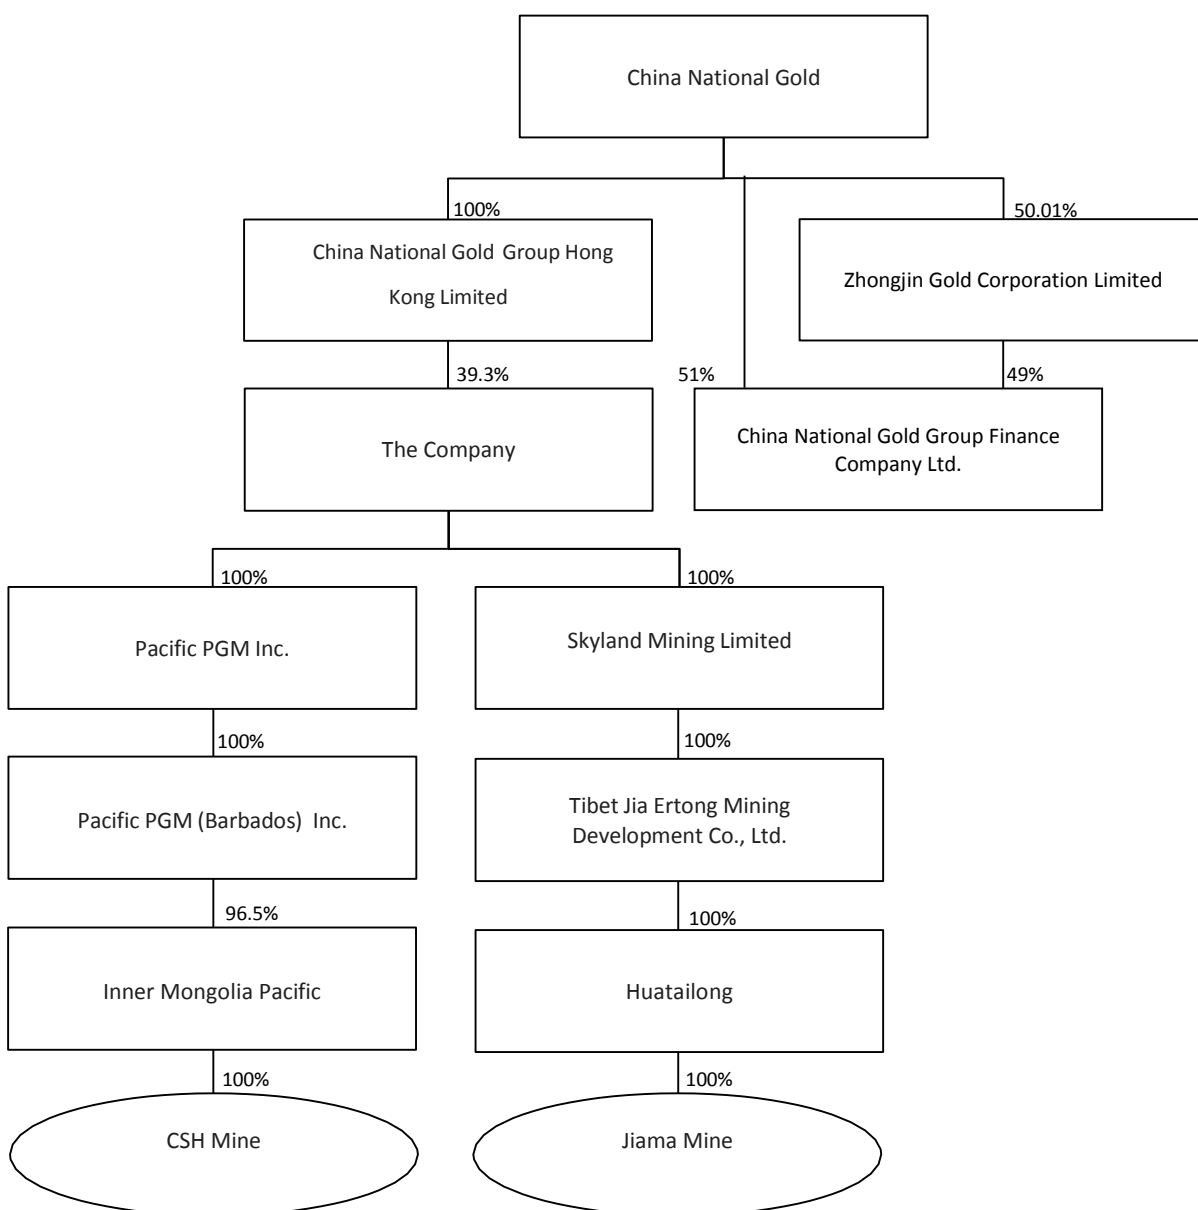 China National Gold
100%
50.01%
China National Gold Group Hong
Kong Limited
Zhongjin Gold Corporation Limited
39.3%
51%
49%
The Company
China National Gold Group Finance
Company Ltd.
100%
100%
Pacific PGM Inc.
Skyland Mining Limited
100%
100%
Pacific PGM (Barbados) Inc.
Tibet Jia Ertong Mining
Development Co., Ltd.
96.5%
100%
Inner Mongolia Pacific
Huatailong
100%
100%
CSH Mine
Jiama Mine